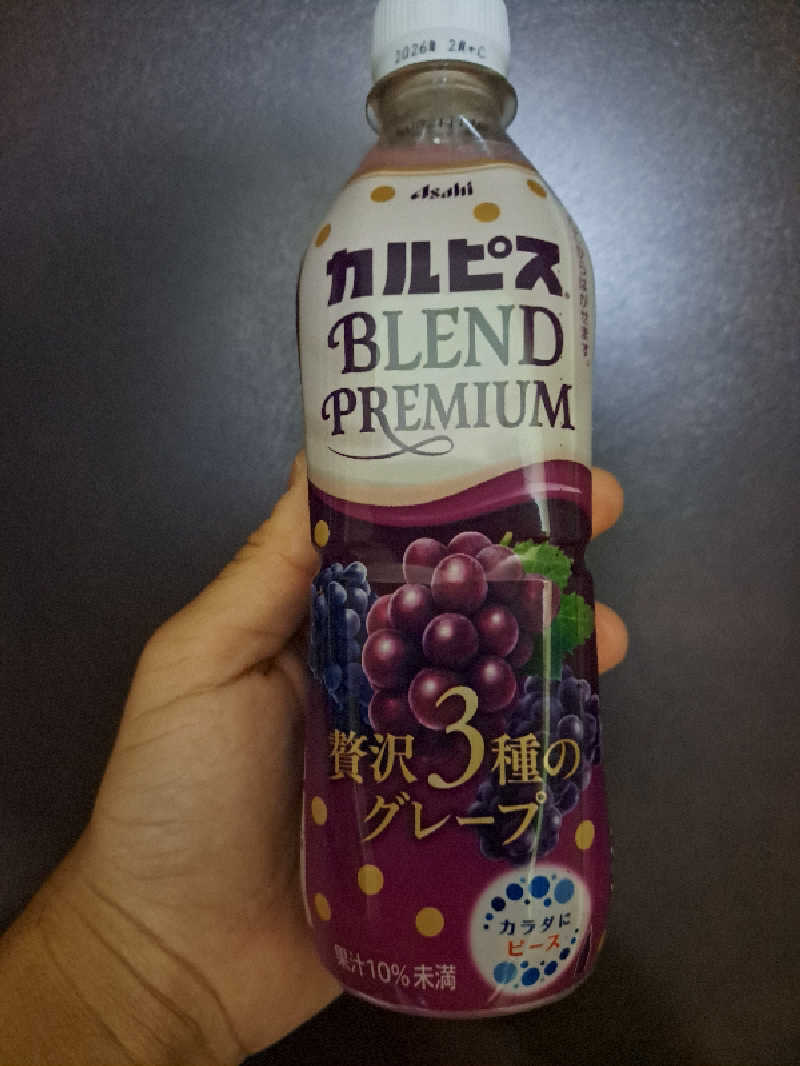 Asahi
カルピス
BLEND
PREMIUM
贅沢3種の
グレープ
カラダに
ピース
果汁10%未満